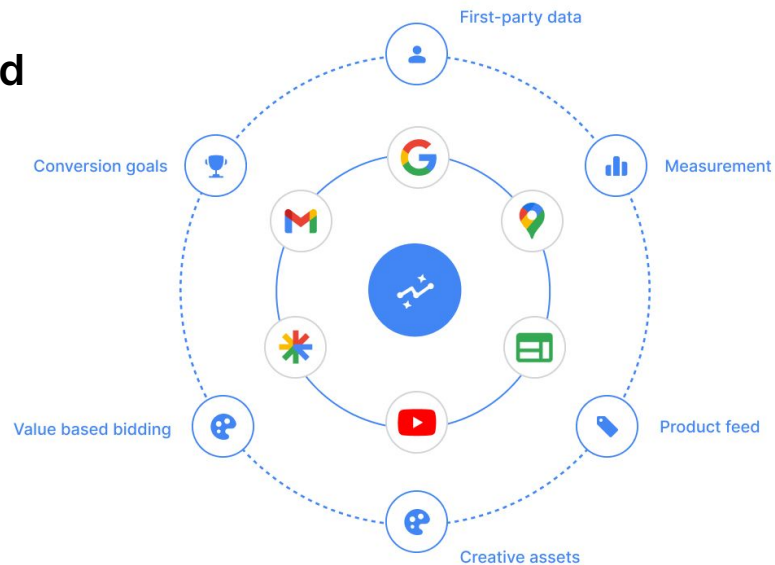 First-party data
d
Conversion goals
Measurement
Value based bidding
Product feed
Creative assets